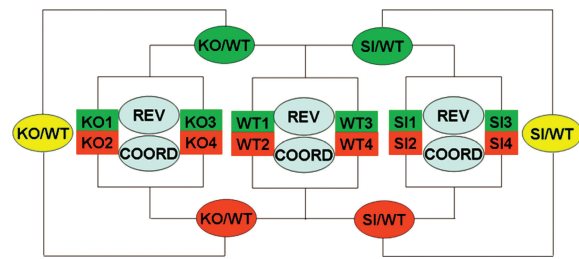 KO/WT SI/WT
KO1 REV KO3 WT1 REV WT3 SI1 REV SI3
KO/WT SI/WT
KO2 COORD KO4 WT2 COORD WT4 SI2 COORD SI4
KO/WT SI/WT